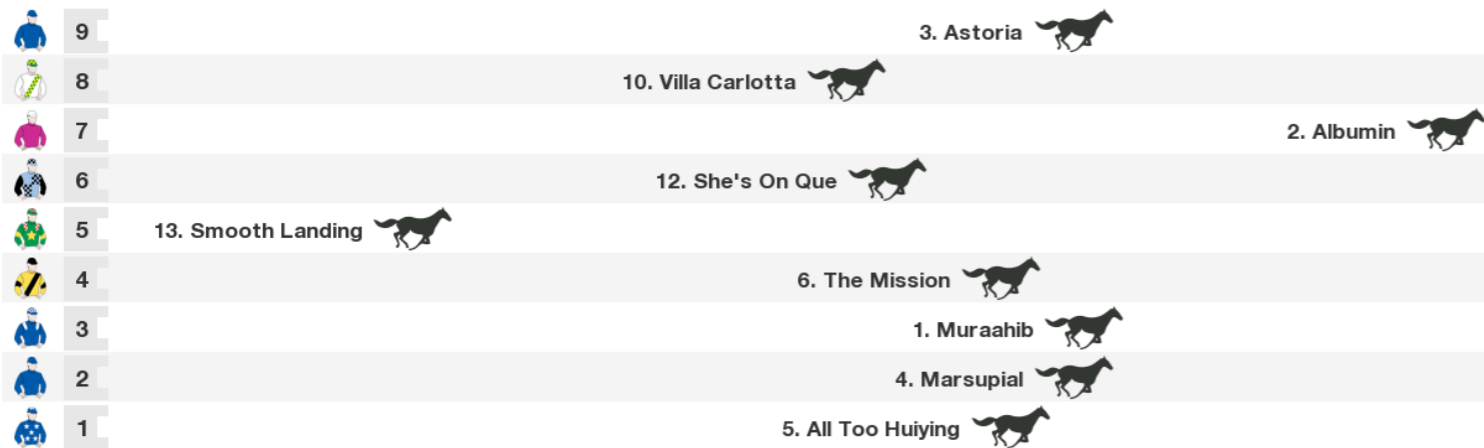 9 3. Astoria
8 10. Villa Carlotta
7 2. Albumin
6 12. She's On Que
5 13. Smooth Landing
4 6. The Mission
3 1. Muraahib
2 4. Marsupial
1 5. All Too Huiying